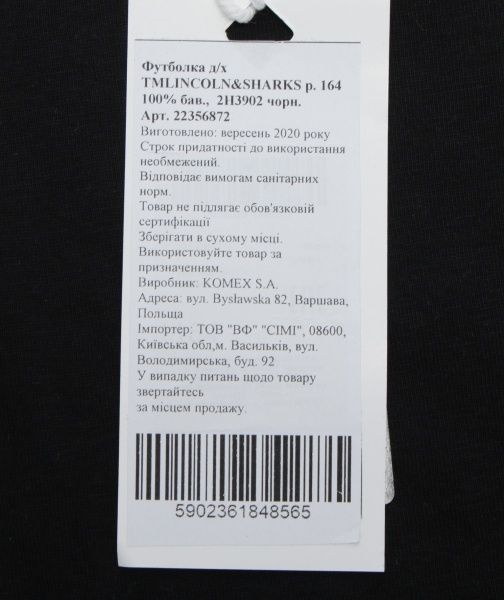 Футболка д/х
TMLINCOLN&SHARKS р. 164
100% бав., 2H3902 чорн.
Арт. 22356872
Виготовлено: вересень 2020 року
Строк придатності до використання
необмежений.
Відповідає вимогам санітарних
норм.
Товар не підлягає обов'язковій
сертифікації
Зберігати в сухому місці.
Використовуйте товар за
призначенням.
Виробник: KOMEX S.A.
Адреса: вул. Bysławska 82, Варшава,
Польща
Імпортер: ТОВ "ВФ" "СІМІ", 08600,
Київська обл,м. Васильків, вул.
Володимирська, буд. 92
У випадку питань щодо товару
звертайтесь
за місцем продажу.
5902361848565